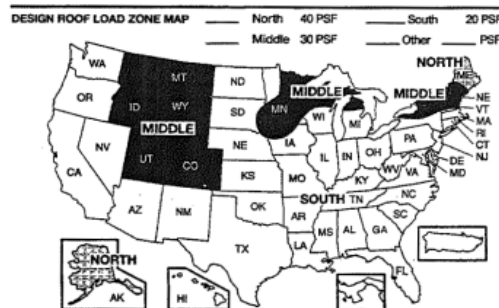 DESIGN ROOF LOAD ZONE MAP
North 40 PSF
South 20 PSF
Middle 30 PSF
Other PSF
WA
MT
ND
NORTH
ME
OR
ID
WY
SD
MN
MIDDLE
WI
MI
MIDDLE
NE
VT
MA
RI
CT
NJ
MIDDLE
NV
UT
CO
NE
IA
IL
IN
OH
PA
CA
KS
MO
KY
WV
VA
DE
MD
AZ
NM
OK
AR
SOUTH
TN
NC
SC
TX
LA
MS
AL
GA
FL
NORTH
AK
HI